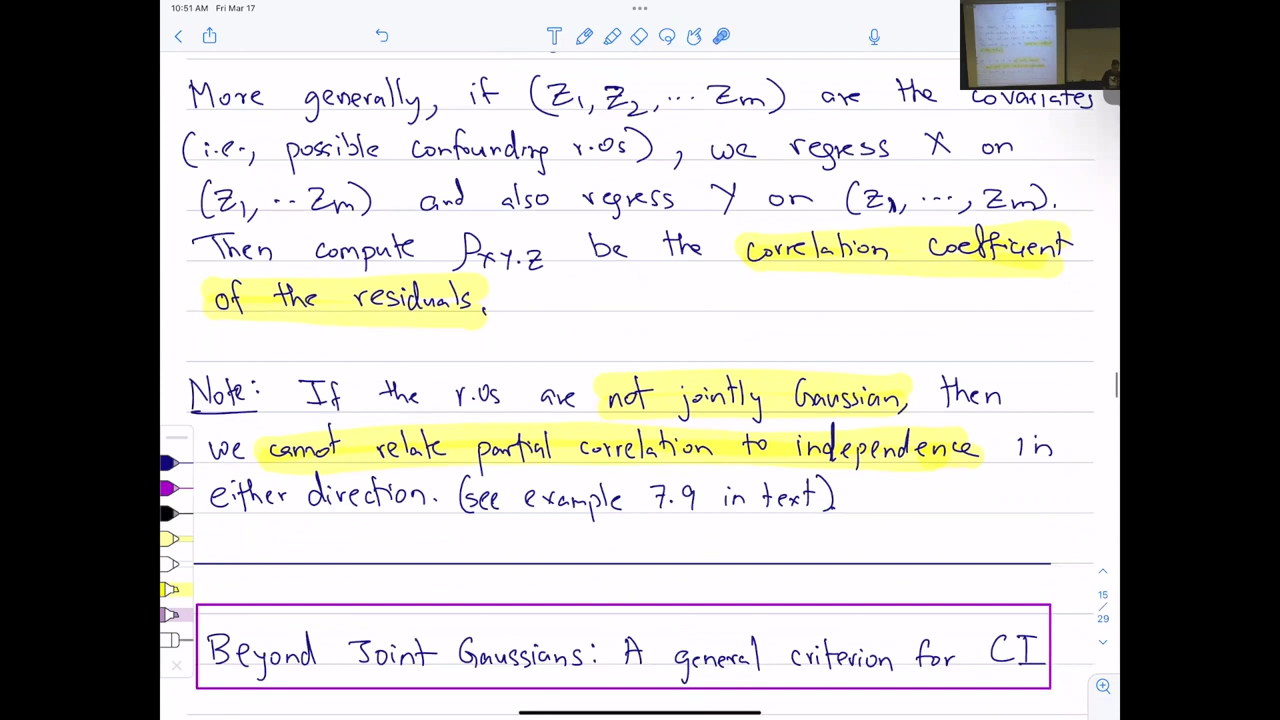 10:51 AM Fri Mar 17
More generally, if (Z1, Z2, ... Zm) are the covariates
(i.e., possible confounding r.vs), we regress X on
(Z1, .. Zm) and also regress Y on (Z1, ..., Zm).
Then compute ρXY.Z be the correlation coefficient
of the residuals.
Note: If the r.vs are not jointly Gaussian, then
we cannot relate partial correlation to independence in
either direction. (see example 7.9 in text).
15
/
29
Beyond Joint Gaussians: A general criterion for CI